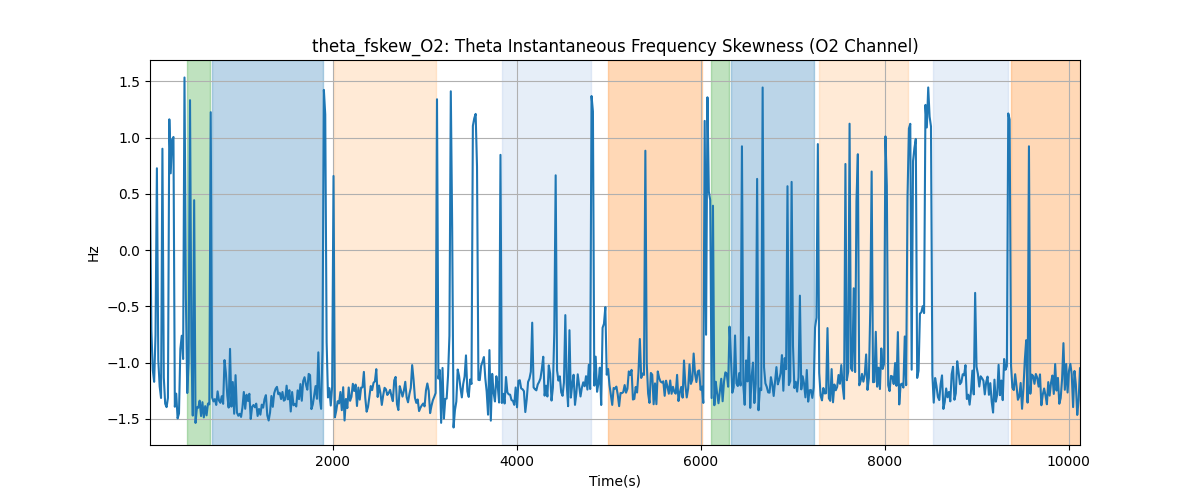 theta_fskew_O2: Theta Instantaneous Frequency Skewness (O2 Channel)
1.5
1.0
0.5
0.0
−0.5
−1.0
−1.5
Hz
2000 4000 6000 8000 10000
Time(s)